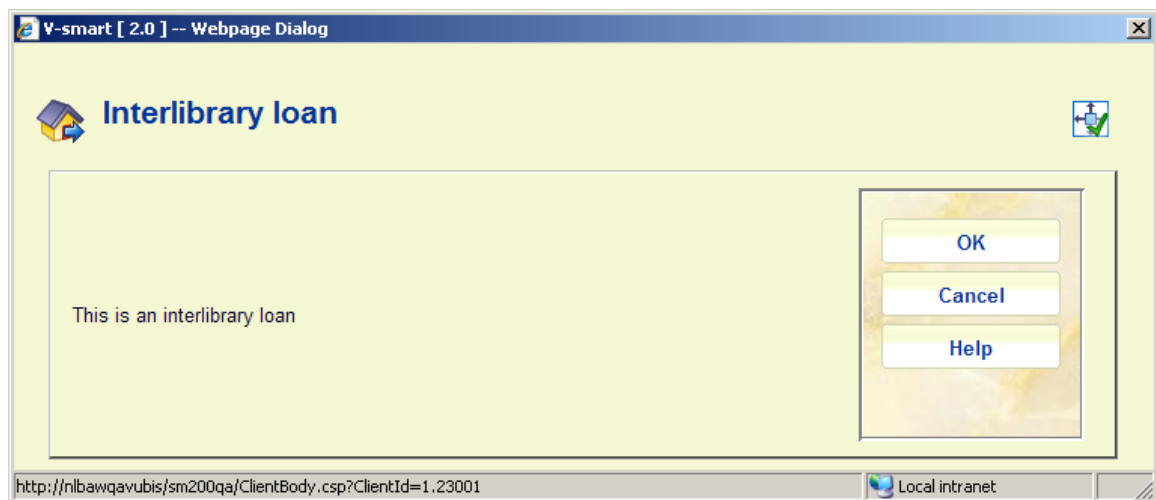 V-smart [ 2.0 ] -- Webpage Dialog
Interlibrary loan
OK
Cancel
This is an interlibrary loan
Help
http://nlbawqavubis/sm200qa/ClientBody.csp?ClientId=1.23001 Local intranet